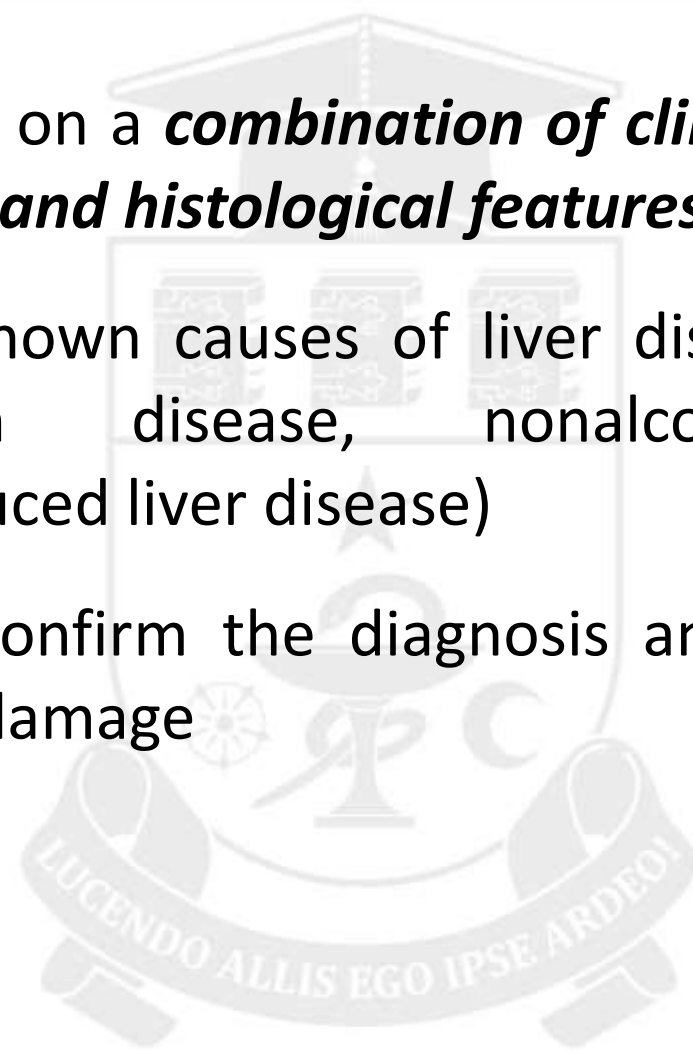 on a combination of clin
and histological features
nown causes of liver dis
disease, nonalco
uced liver disease)
onfirm the diagnosis an
damage
LUCENDO ALLIS EGO IPSE ARDEO!